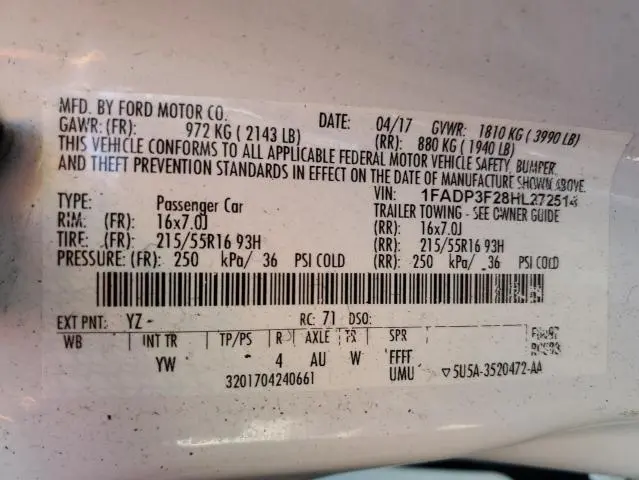 MFD. BY FORD MOTOR CO.
DATE: 04/17 GVWR: 1810 KG ( 3990 LB)
GAWR: (FR): 972 KG ( 2143 LB) (RR): 880 KG ( 1940 LB)
THIS VEHICLE CONFORMS TO ALL APPLICABLE FEDERAL MOTOR VEHICLE SAFETY, BUMPER,
AND THEFT PREVENTION STANDARDS IN EFFECT ON THE DATE OF MANUFACTURE SHOWN ABOVE.
VIN: 1FADP3F28HL272514
TYPE: Passenger Car TRAILER TOWING - SEE OWNER GUIDE
RIM: (FR): 16x7.0J (RR): 16x7.0J
TIRE: (FR): 215/55R16 93H (RR): 215/55R16 93H
PRESSURE: (FR): 250 kPa/ 36 PSI COLD (RR): 250 kPa/ 36 PSI COLD
EXT PNT: YZ - RC: 71 DSO:
WB INT TR TP/PS R AXLE TR SPR
YW - 4 AU W FFFF
3201704240661 UMU ▽5U5A-3520472-AA